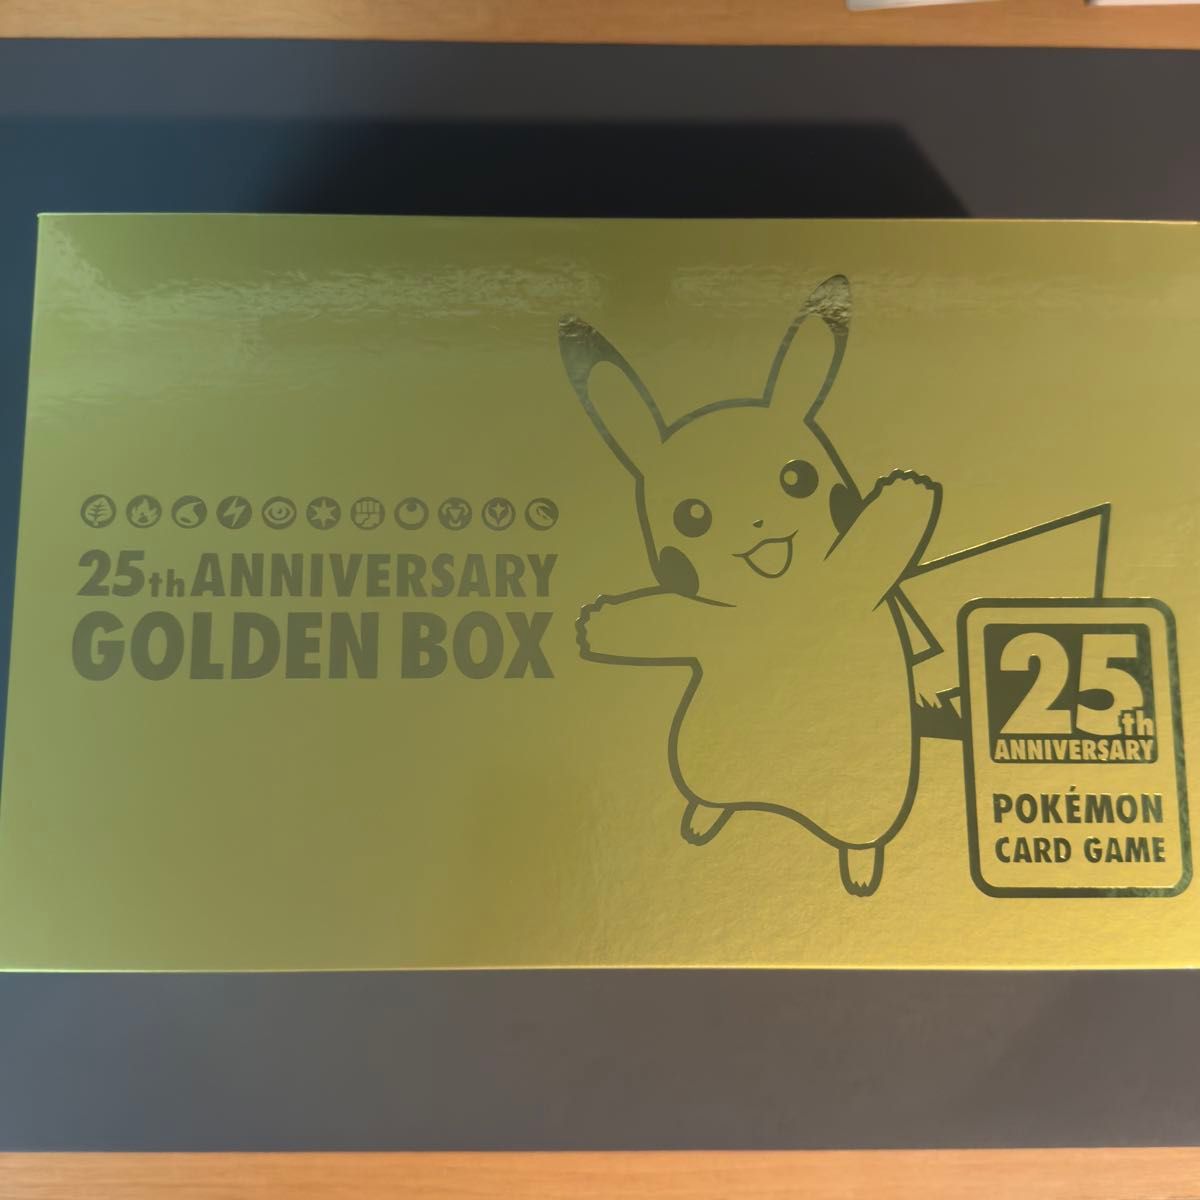 25th ANNIVERSARY
GOLDEN BOX
25th
ANNIVERSARY
POKÉMON
CARD GAME